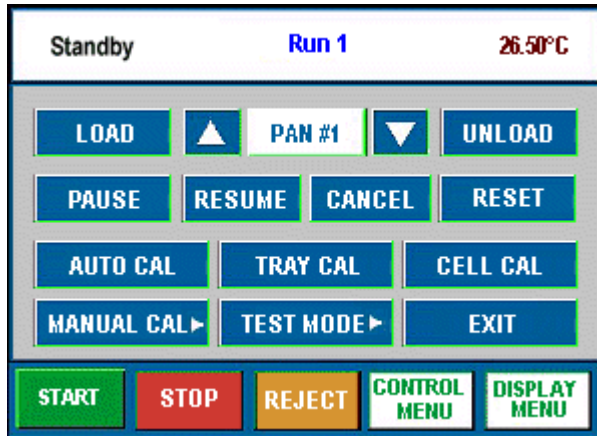 Standby Run 1 26.50°C
LOAD PAN #1 UNLOAD
PAUSE RESUME CANCEL RESET
AUTO CAL TRAY CAL CELL CAL
MANUAL CAL TEST MODE EXIT
START STOP REJECT CONTROL MENU DISPLAY MENU